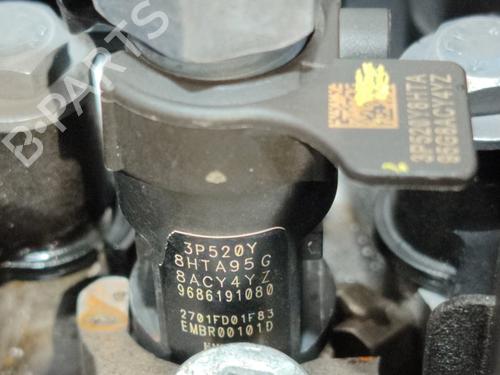 B-PARTS
3P520Y8HTA
95G8ACY4YZ
3P520Y
8HTA95G
8ACY4YZ
9686191080
2701FD01F83
EMBR00101D